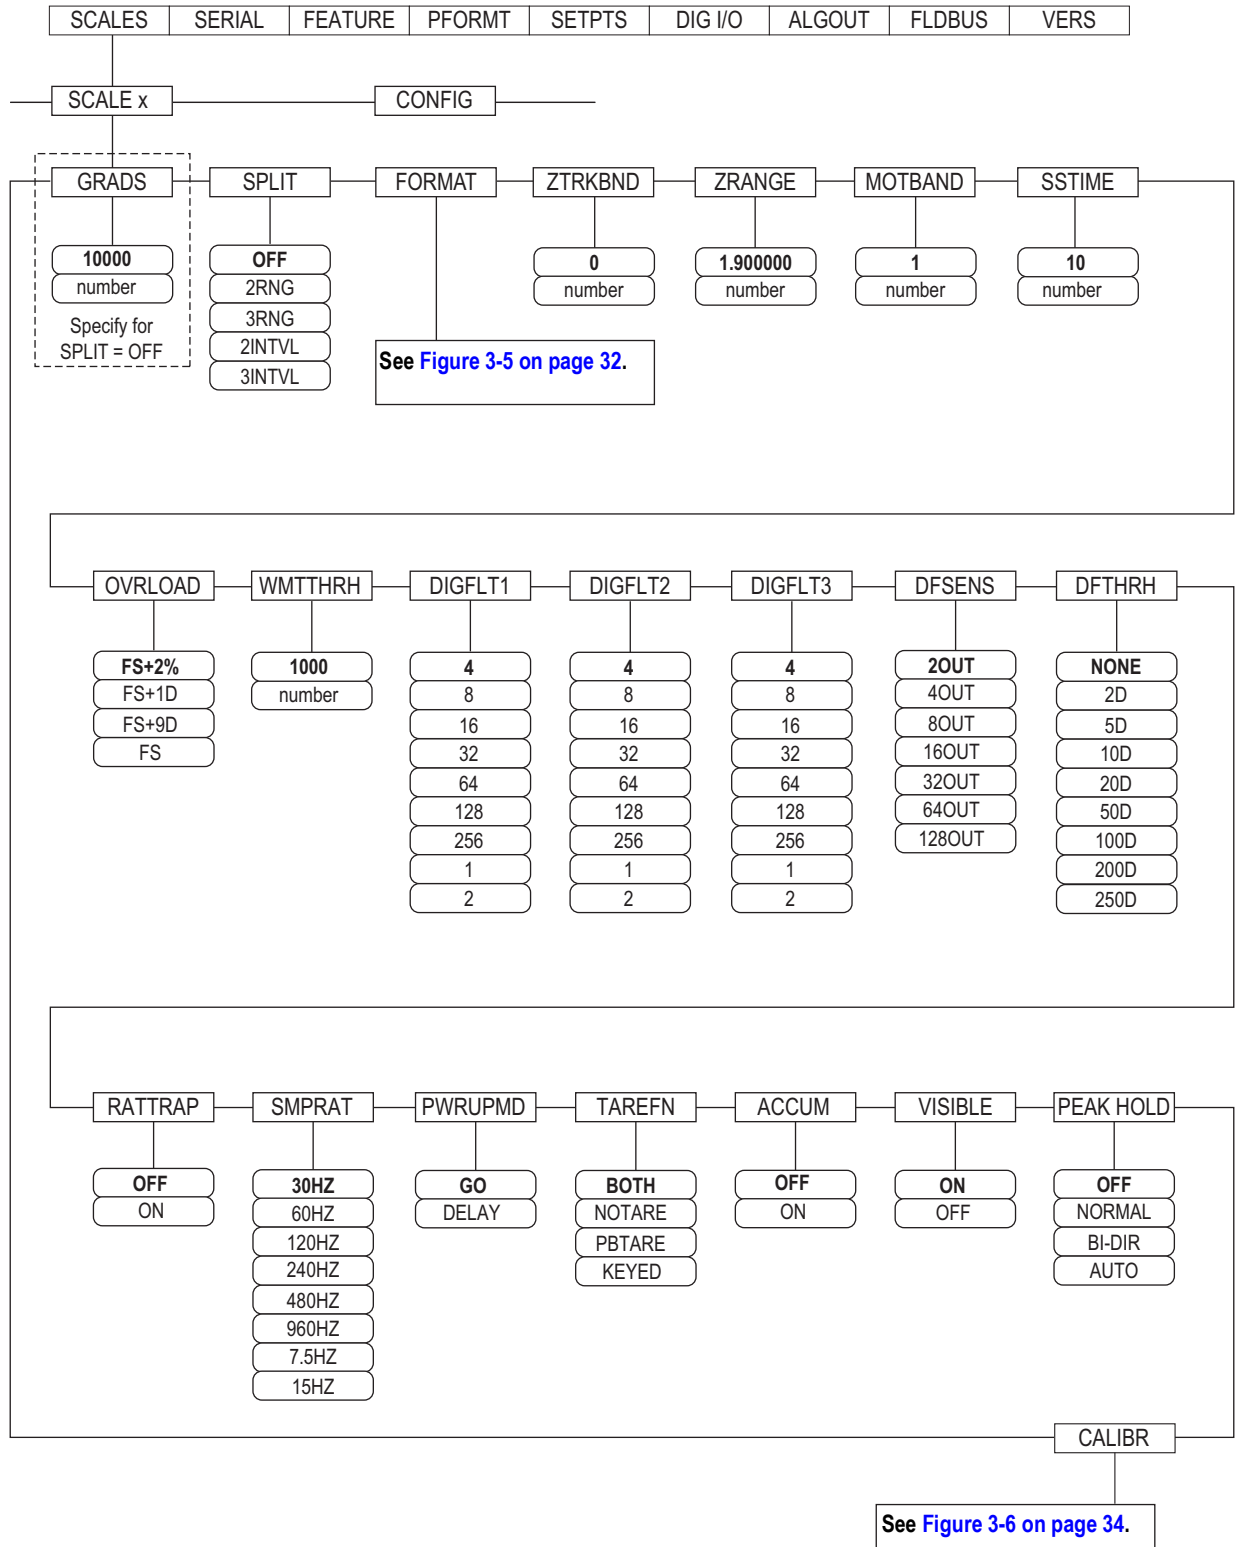 SCALES SERIAL FEATURE PFORMT SETPTS DIG I/O ALGOUT FLDBUS VERS
SCALE x CONFIG
GRADS SPLIT FORMAT ZTRKBND ZRANGE MOTBAND SSTIME
10000
number
Specify for
SPLIT = OFF
OFF
2RNG
3RNG
2INTVL
3INTVL
See Figure 3-5 on page 32.
0
number
1.900000
number
1
number
10
number
OVRLOAD WMTTHRH DIGFLT1 DIGFLT2 DIGFLT3 DFSENS DFTHRH
FS+2%
FS+1D
FS+9D
FS
1000
number
4
8
16
32
64
128
256
1
2
4
8
16
32
64
128
256
1
2
4
8
16
32
64
128
256
1
2
2OUT
4OUT
8OUT
16OUT
32OUT
64OUT
128OUT
NONE
2D
5D
10D
20D
50D
100D
200D
250D
RATTRAP SMPRAT PWRUPMD TAREFN ACCUM VISIBLE PEAK HOLD
OFF
ON
30HZ
60HZ
120HZ
240HZ
480HZ
960HZ
7.5HZ
15HZ
GO
DELAY
BOTH
NOTARE
PBTARE
KEYED
OFF
ON
ON
OFF
OFF
NORMAL
BI-DIR
AUTO
CALIBR
See Figure 3-6 on page 34.